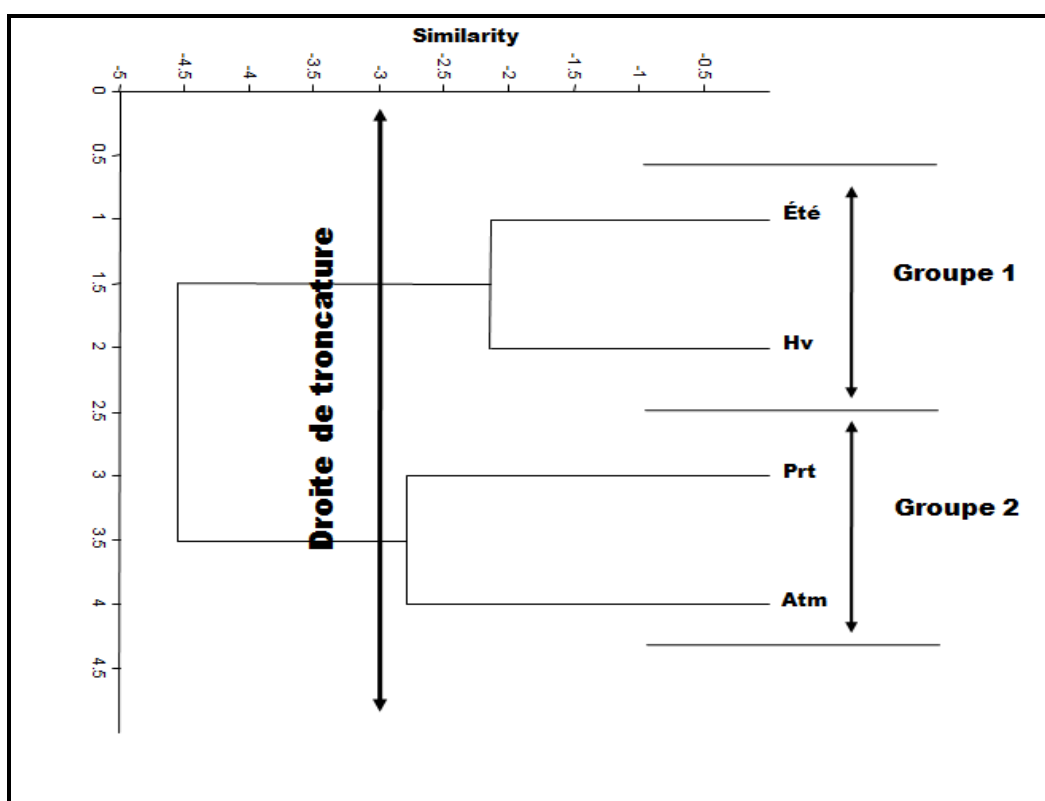 Similarity
-5 -4.5 -4 -3.5 -3 -2.5 -2 -1.5 -1 -0.5
0
0.5
1
1.5
2
2.5
3
3.5
4
4.5
Droite de troncature
Été
Hv
Prt
Atm
Groupe 1
Groupe 2